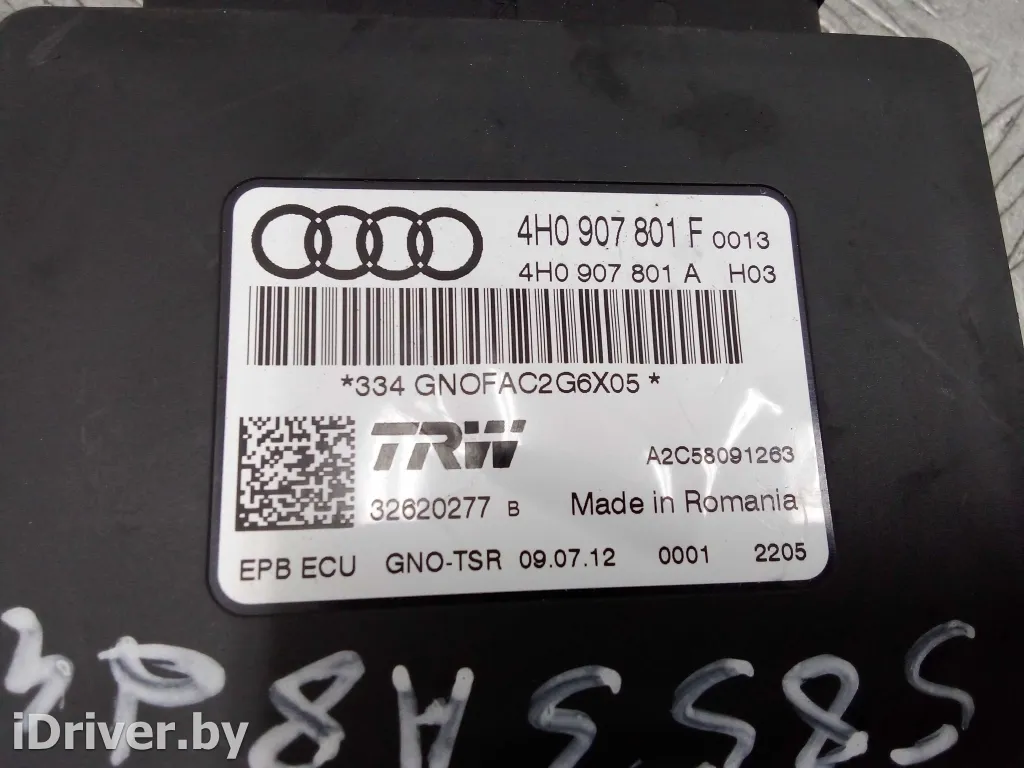 4H0 907 801 F 0013
4H0 907 801 A H03
*334 GNOFAC2G6X05 *
TRW
A2C58091263
32620277 B Made in Romania
EPB ECU GNO-TSR 09.07.12 0001 2205
iDriver.by